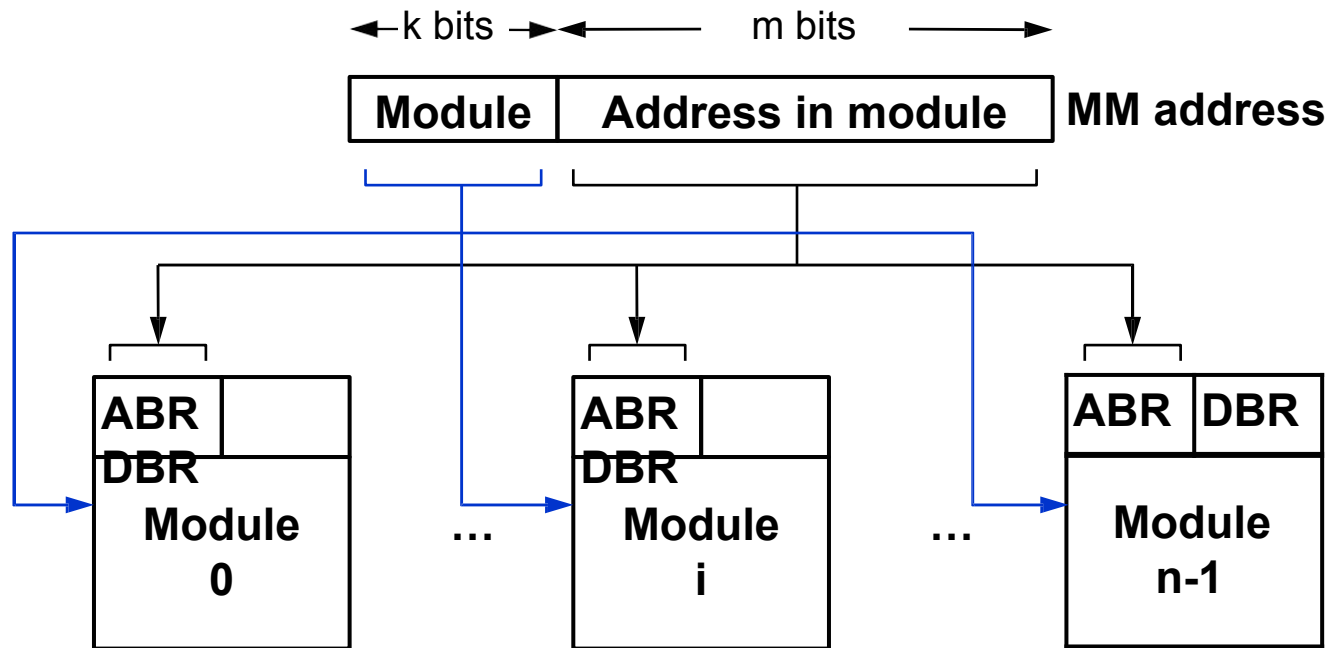 k bits m bits
Module Address in module MM address
ABR ABR ABR DBR
DBR DBR
Module … Module … Module
0 i n-1